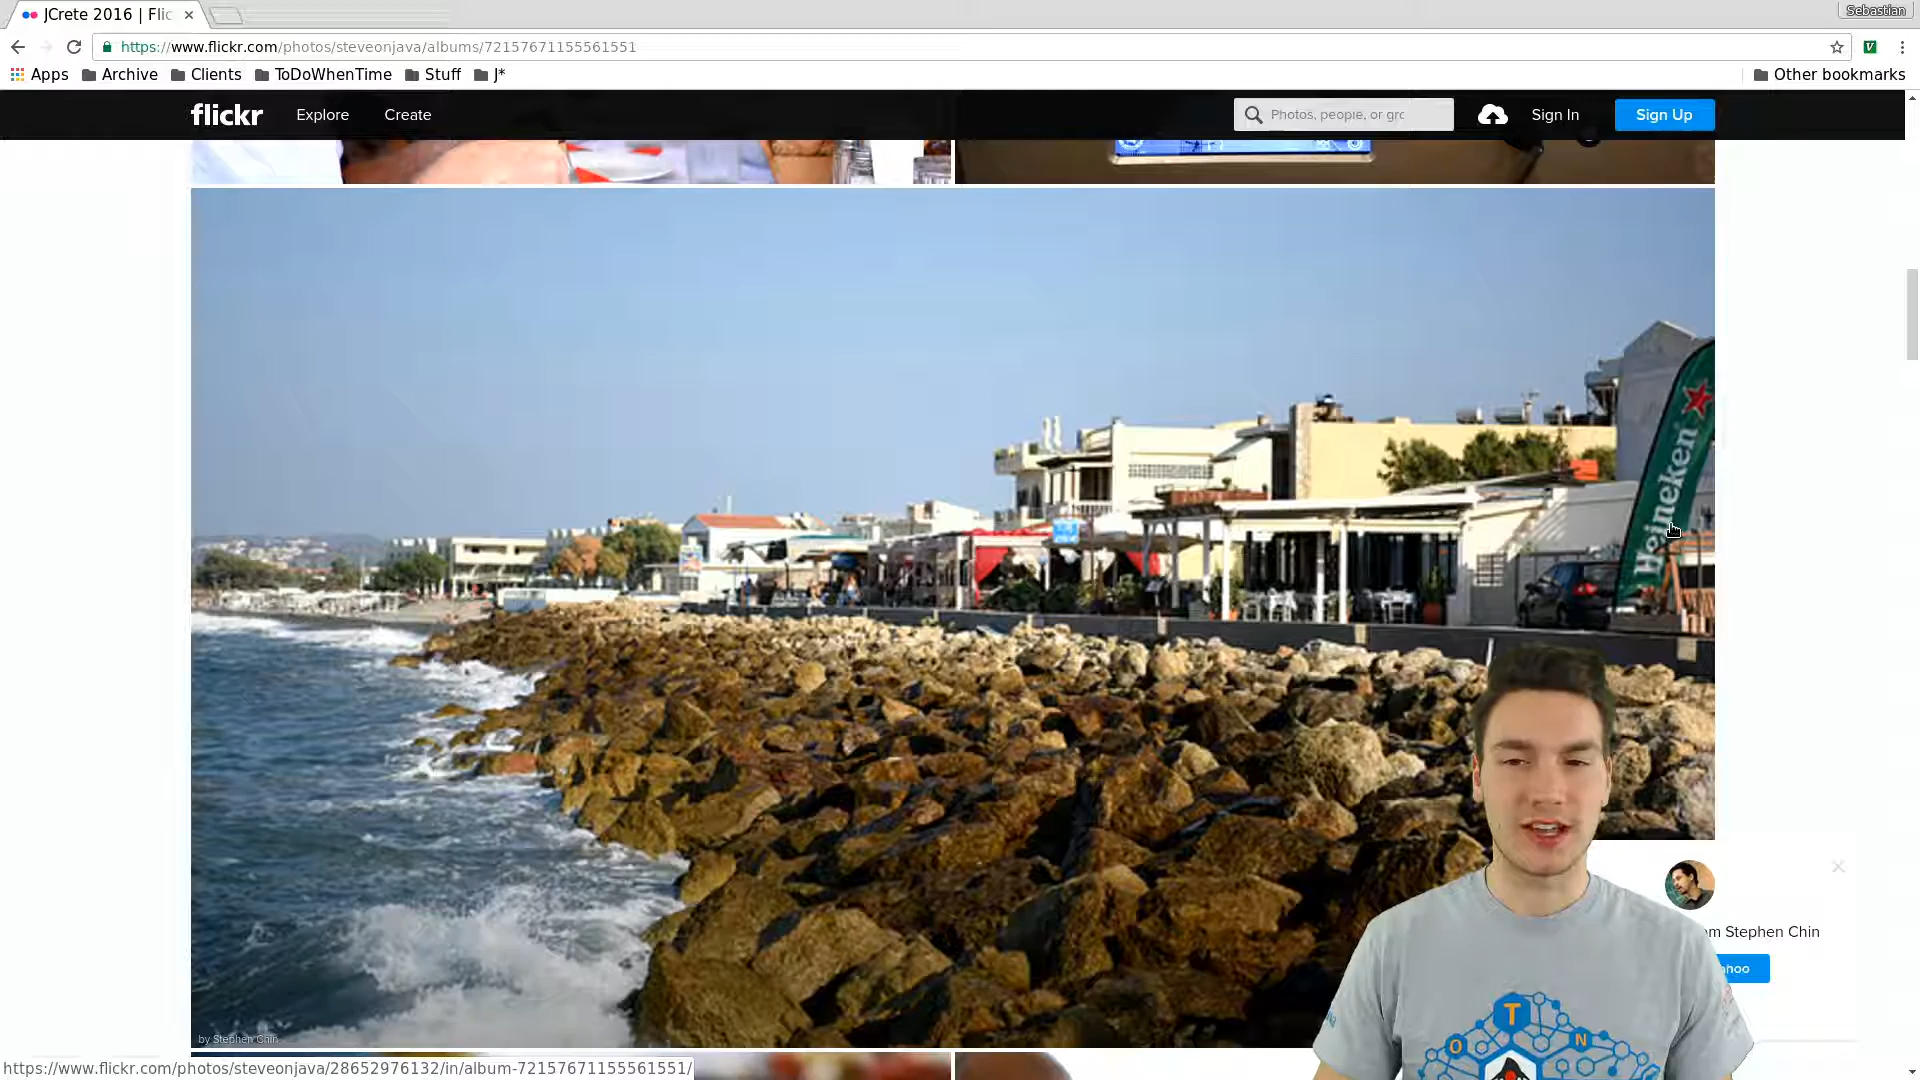 JCrete 2016 | Flic
Sebastian
https://www.flickr.com/photos/steveonjava/albums/72157671155561551
Apps Archive Clients ToDoWhenTime Stuff J* Other bookmarks
flickr Explore Create Photos, people, or grc Sign In Sign Up
Heineken
om Stephen Chin
ahoo
T
O N
by Stephen Chin
https://www.flickr.com/photos/steveonjava/28652976132/in/album-72157671155561551/